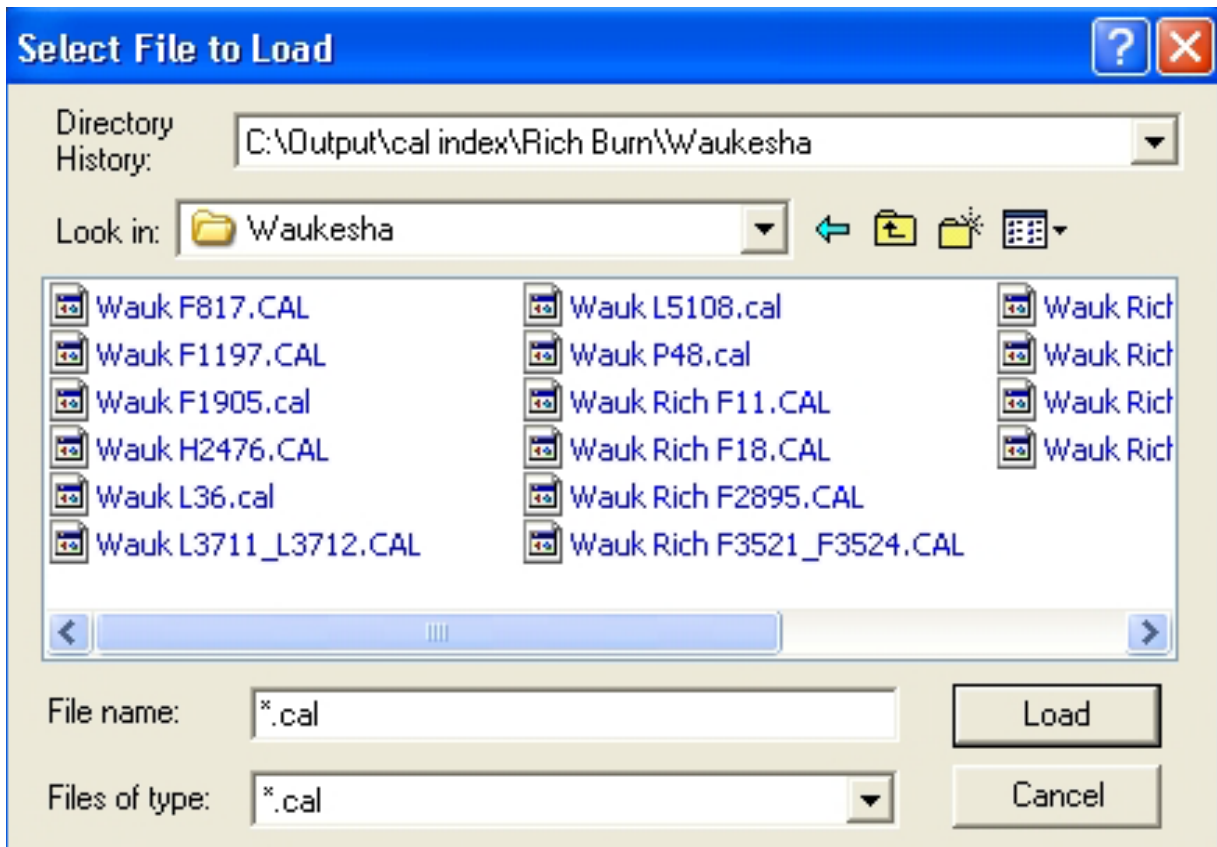 Select File to Load
Directory
History:
C:\Output\cal index\Rich Burn\Waukesha
Look in:
Waukesha
Wauk F817.CAL
Wauk F1197.CAL
Wauk F1905.cal
Wauk H2476.CAL
Wauk L36.cal
Wauk L3711_L3712.CAL
Wauk L5108.cal
Wauk P48.cal
Wauk Rich F11.CAL
Wauk Rich F18.CAL
Wauk Rich F2895.CAL
Wauk Rich F3521_F3524.CAL
Wauk Rich
Wauk Rich
Wauk Rich
Wauk Rich
File name:
*.cal
Load
Files of type:
*.cal
Cancel